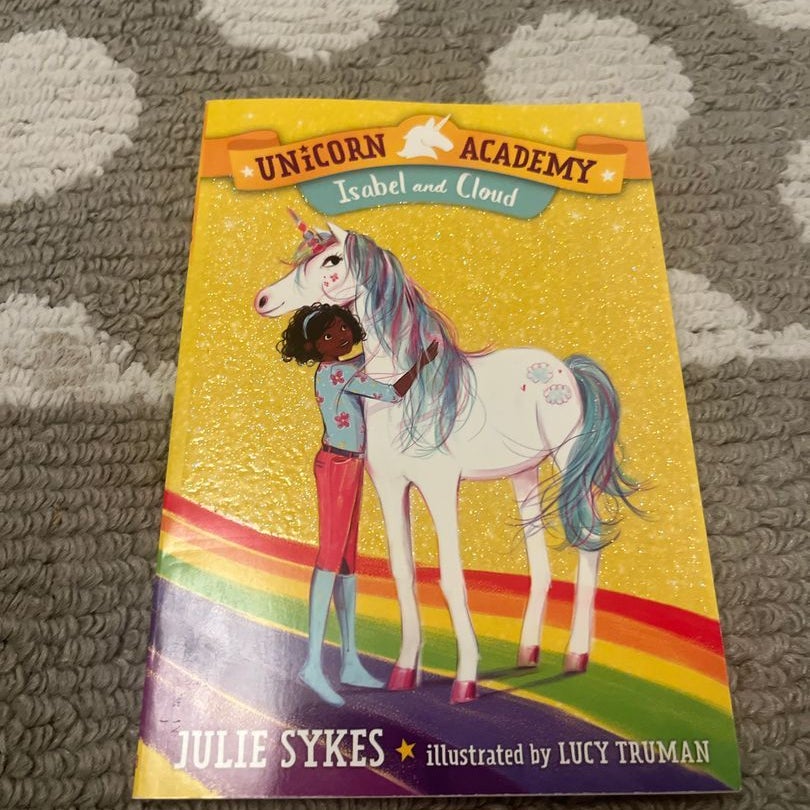 UNiCORN ACADEMY
Isabel and Cloud
JULIE SYKES ★ illustrated by LUCY TRUMAN